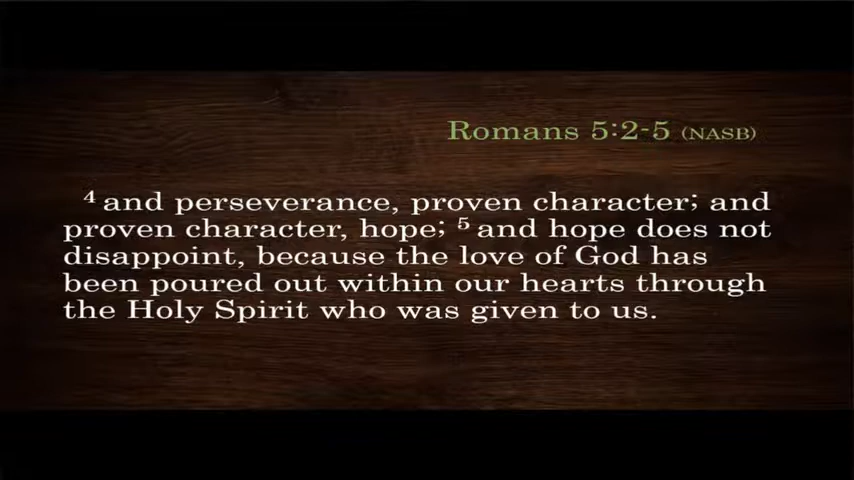 Romans 5:2-5 (NASB)
⁴ and perseverance, proven character; and
proven character, hope; ⁵ and hope does not
disappoint, because the love of God has
been poured out within our hearts through
the Holy Spirit who was given to us.